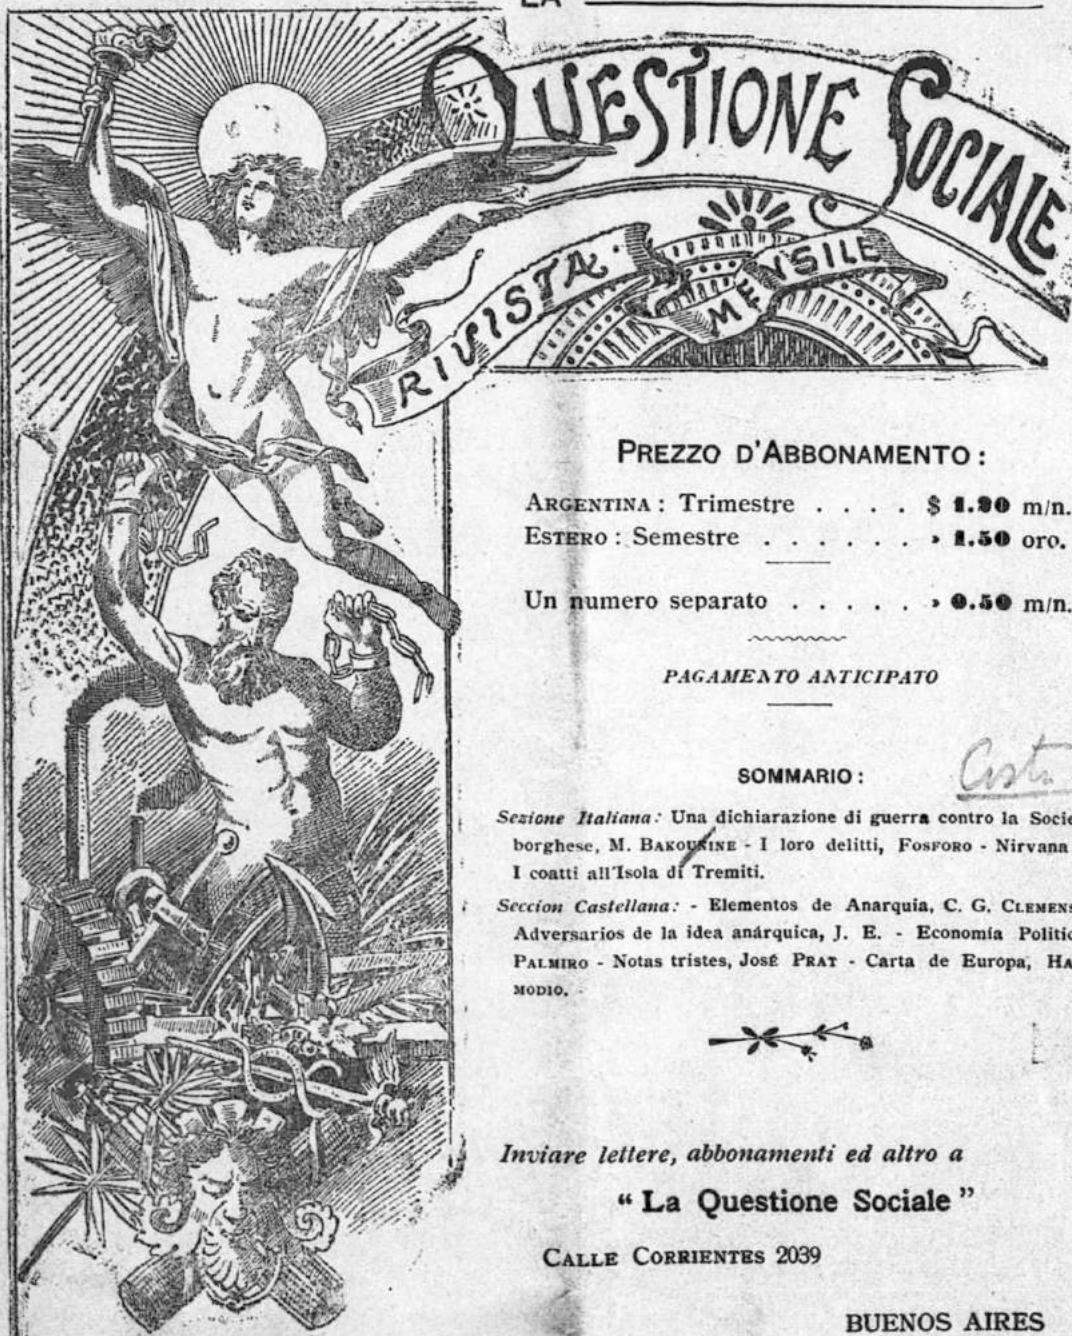 LA
QUESTIONE SOCIALE
RIVISTA MENSILE
PREZZO D'ABBONAMENTO:
ARGENTINA: Trimestre . . . . $ 1.20 m/n.
ESTERO: Semestre . . . . . . » 1.50 oro.
Un numero separato . . . . . » 0.50 m/n.
PAGAMENTO ANTICIPATO
SOMMARIO:
Sezione Italiana: Una dichiarazione di guerra contro la Socie
borghese, M. BAKOUNINE - I loro delitti, FOSFORO - Nirvana
I coatti all'Isola di Tremiti.
Seccion Castellana: - Elementos de Anarquia, C. G. CLEMENS
Adversarios de la idea anárquica, J. E. - Economía Politic
PALMIRO - Notas tristes, José PRAT - Carta de Europa, HA
MODIO.
Inviare lettere, abbonamenti ed altro a
“ La Questione Sociale ”
CALLE CORRIENTES 2039
BUENOS AIRES